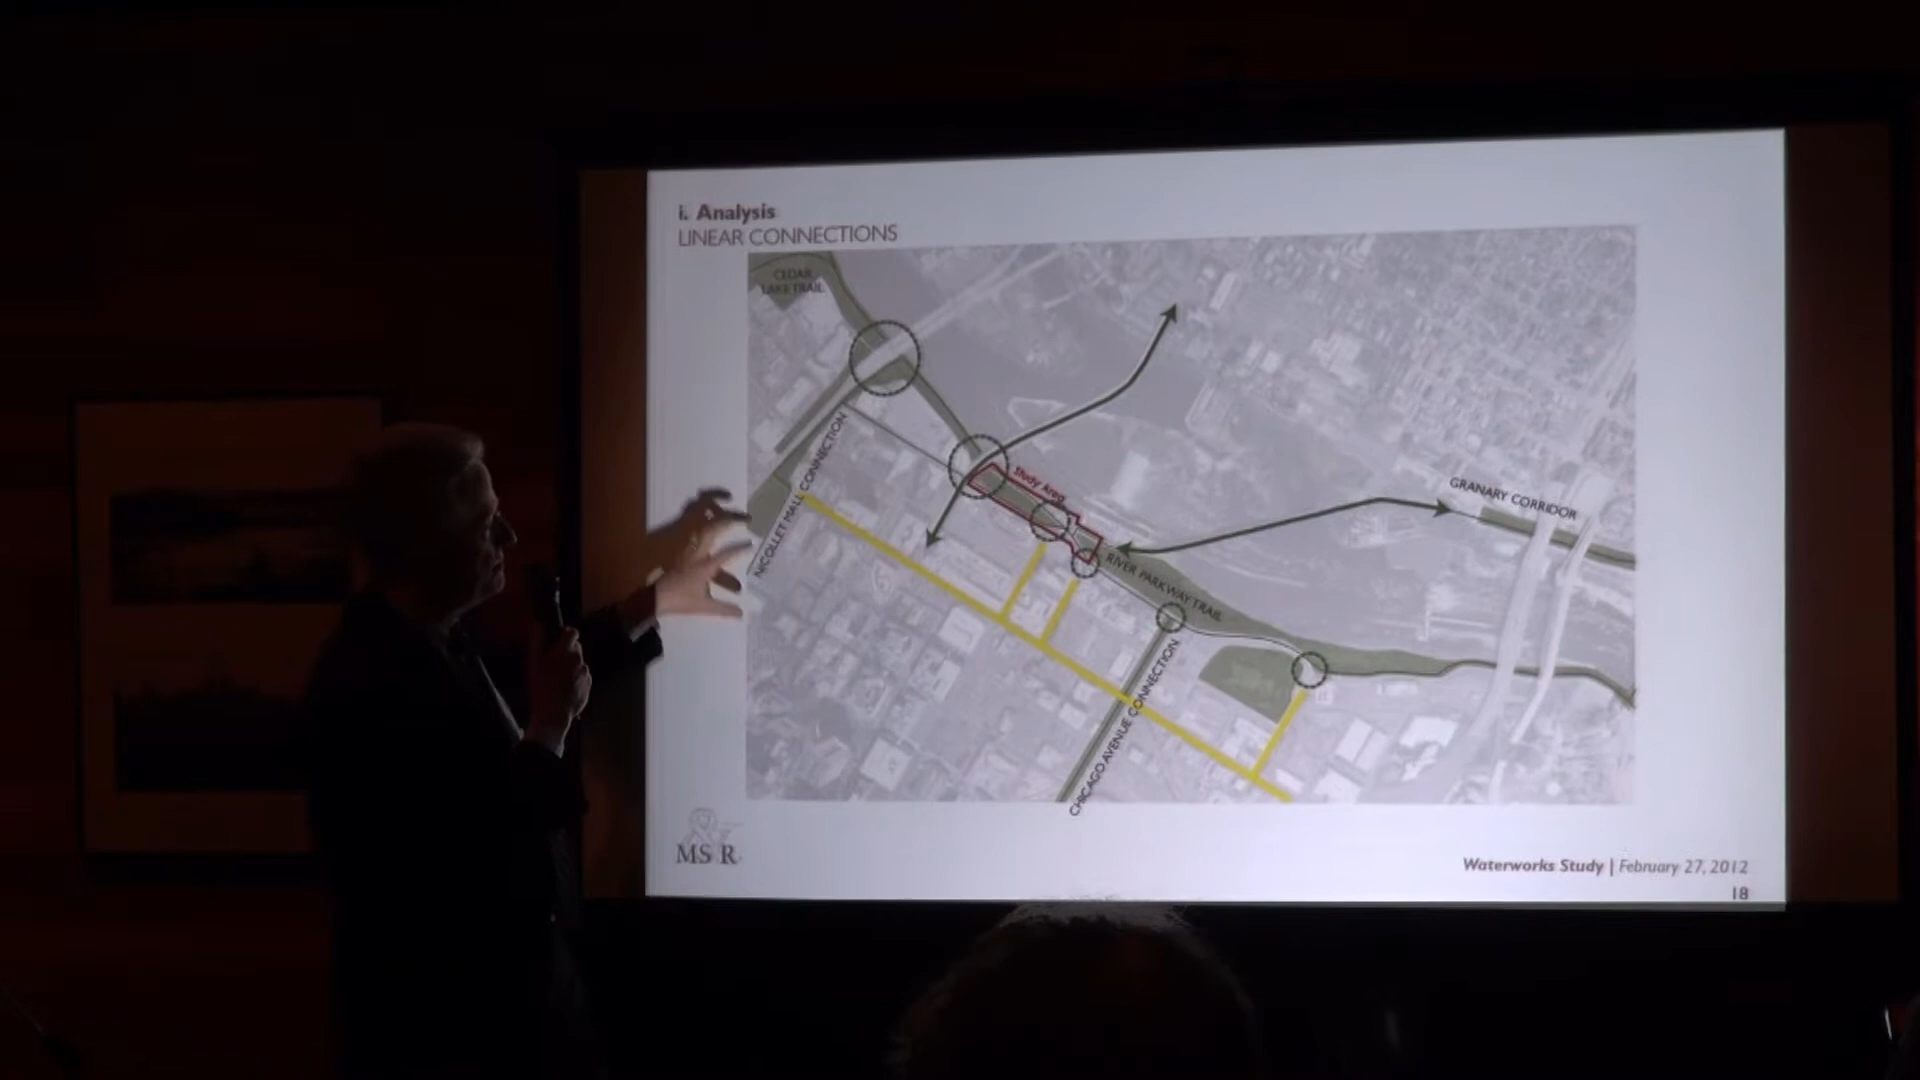 i. Analysis
LINEAR CONNECTIONS
CEDAR
LAKE TRAIL
NICOLLET MALL CONNECTION
Study Area
GRANARY CORRIDOR
RIVER PARKWAY TRAIL
CHICAGO AVENUE CONNECTION
MS&R
Waterworks Study | February 27, 2012
18